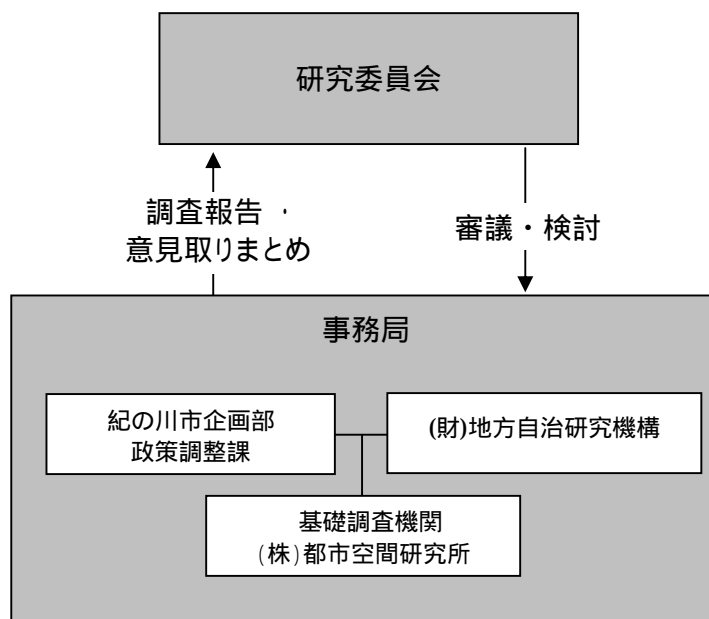 研究委員会
調査報告・
意見取りまとめ
審議・検討
事務局
紀の川市企画部
政策調整課
(財)地方自治研究機構
基礎調査機関
(株)都市空間研究所